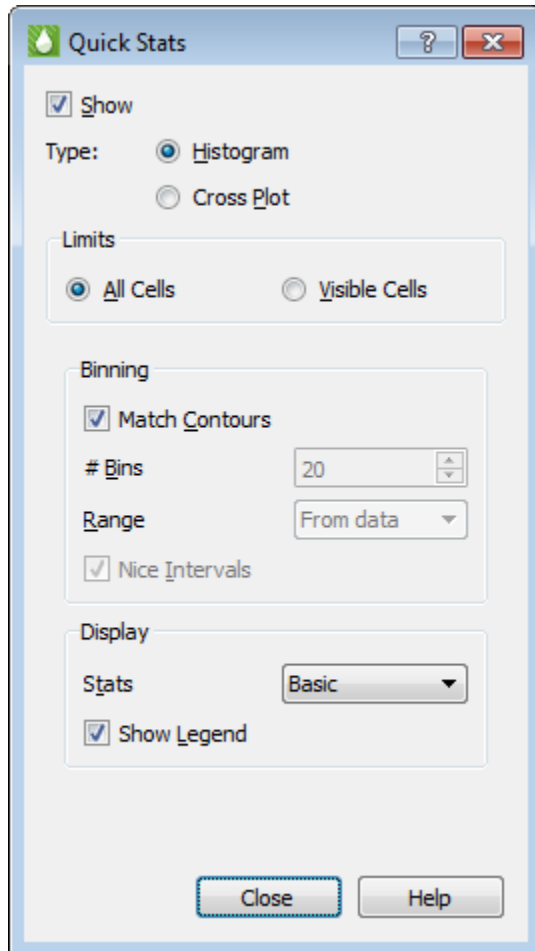 Quick Stats
Show
Type: Histogram
Cross Plot
Limits
All Cells Visible Cells
Binning
Match Contours
# Bins 20
Range From data
Nice Intervals
Display
Stats Basic
Show Legend
Close Help